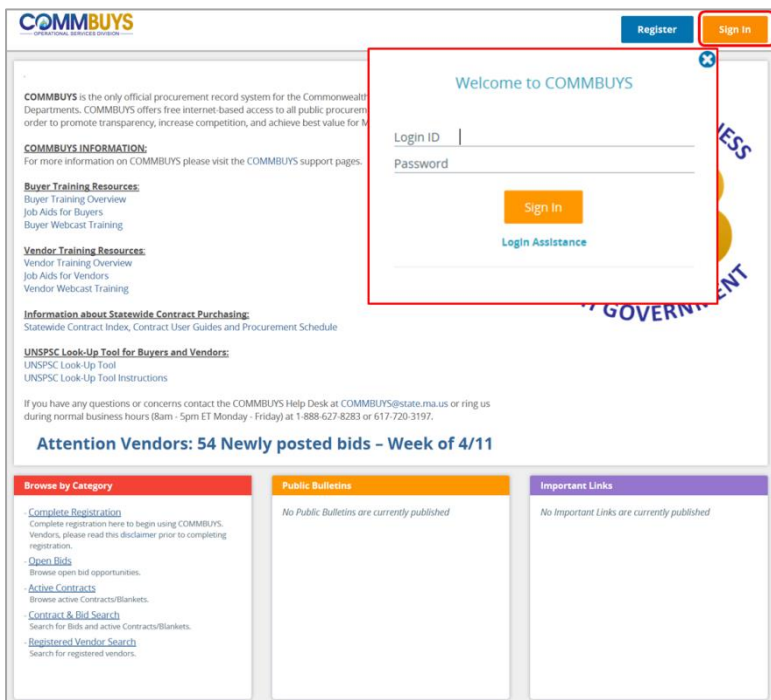 COMMBUYS
OPERATIONAL SERVICES DIVISION
Register
Sign In
Welcome to COMMBUYS
Login ID
Password
Sign In
Login Assistance
COMMBUYS is the only official procurement record system for the Commonwealth
Departments. COMMBUYS offers free internet-based access to all public procurem
order to promote transparency, increase competition, and achieve best value for M
COMMBUYS INFORMATION:
For more information on COMMBUYS please visit the COMMBUYS support pages.
Buyer Training Resources:
Buyer Training Overview
Job Aids for Buyers
Buyer Webcast Training
Vendor Training Resources:
Vendor Training Overview
Job Aids for Vendors
Vendor Webcast Training
Information about Statewide Contract Purchasing:
Statewide Contract Index, Contract User Guides and Procurement Schedule
UNSPSC Look-Up Tool for Buyers and Vendors:
UNSPSC Look-Up Tool
UNSPSC Look-Up Tool Instructions
If you have any questions or concerns contact the COMMBUYS Help Desk at COMMBUYS@state.ma.us or ring us
during normal business hours (8am - 5pm ET Monday - Friday) at 1-888-627-8283 or 617-720-3197.
ESS
GOVERNMENT
Attention Vendors: 54 Newly posted bids – Week of 4/11
Browse by Category
Complete Registration
Complete registration here to begin using COMMBUYS.
Vendors, please read this disclaimer prior to completing
registration.
Open Bids
Browse open bid opportunities.
Active Contracts
Browse active Contracts/Blankets.
Contract & Bid Search
Search for Bids and active Contracts/Blankets.
Registered Vendor Search
Search for registered vendors.
Public Bulletins
No Public Bulletins are currently published
Important Links
No Important Links are currently published